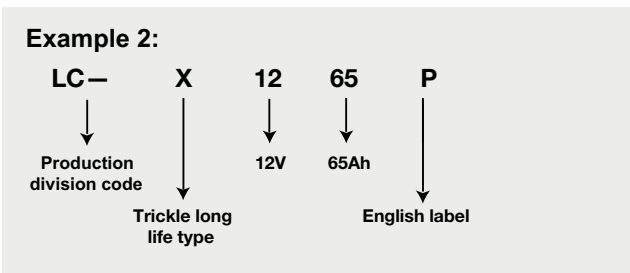 Example 2:
LC— X 12 65 P
Production
division code
12V
65Ah
Trickle long
life type
English label